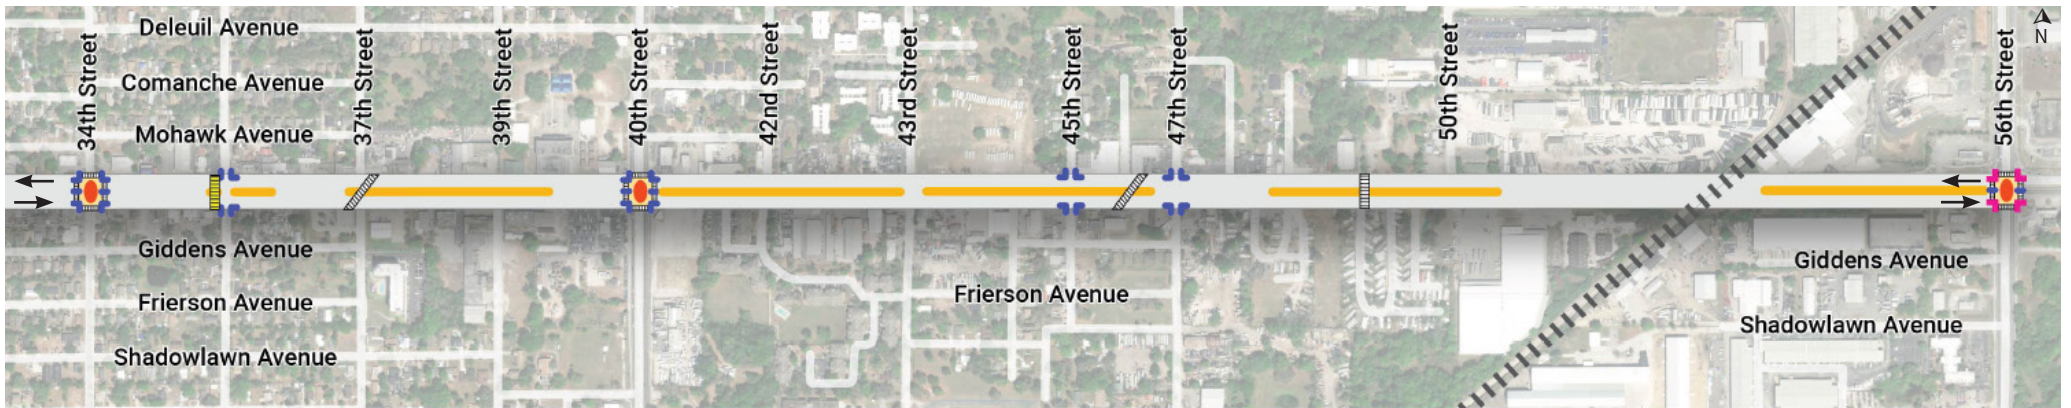 Deleuil Avenue
Comanche Avenue
Mohawk Avenue
34th Street
37th Street
39th Street
40th Street
42nd Street
43rd Street
45th Street
47th Street
50th Street
56th Street
N
Giddens Avenue
Frierson Avenue
Shadowlawn Avenue
Frierson Avenue
Giddens Avenue
Shadowlawn Avenue